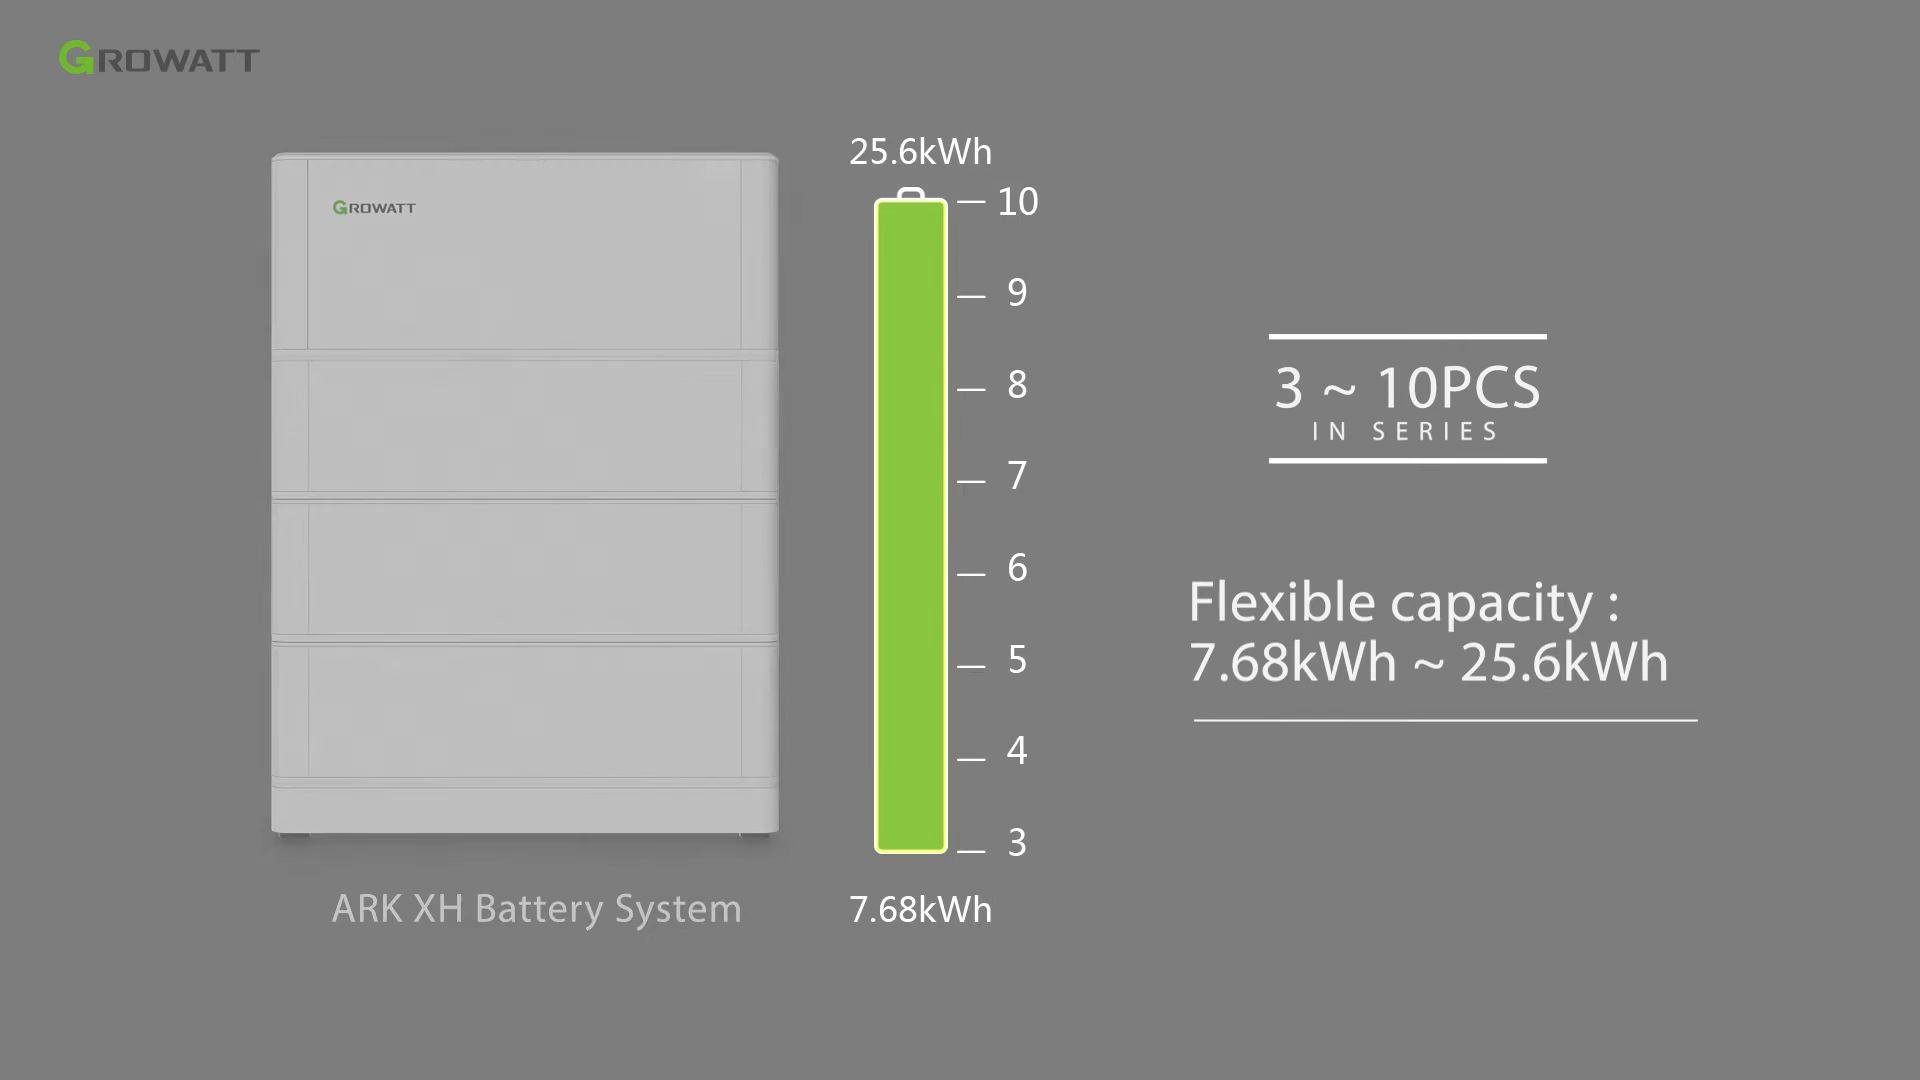 GROWATT
GROWATT
25.6kWh
10
9
8
7
6
5
4
3
7.68kWh
ARK XH Battery System
3 ~ 10PCS
IN SERIES
Flexible capacity :
7.68kWh ~ 25.6kWh